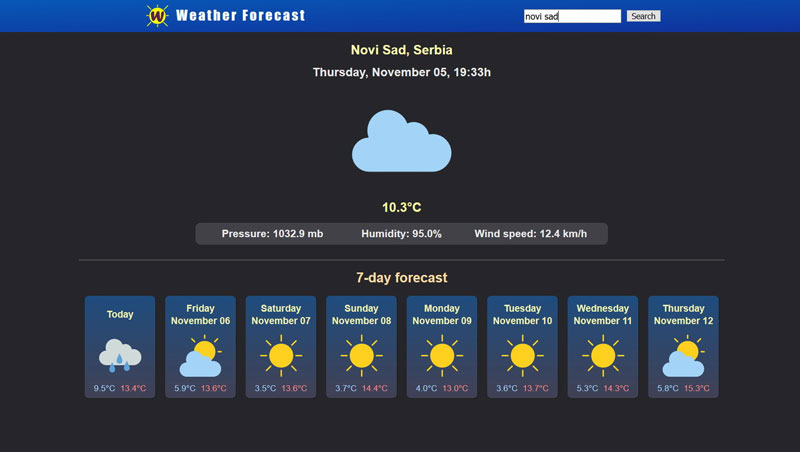 W Weather Forecast
novi sad Search
Novi Sad, Serbia
Thursday, November 05, 19:33h
10.3°C
Pressure: 1032.9 mb Humidity: 95.0% Wind speed: 12.4 km/h
7-day forecast
Today
9.5°C 13.4°C
Friday
November 06
5.9°C 13.6°C
Saturday
November 07
3.5°C 13.6°C
Sunday
November 08
3.7°C 14.4°C
Monday
November 09
4.0°C 13.0°C
Tuesday
November 10
3.6°C 13.7°C
Wednesday
November 11
5.3°C 14.3°C
Thursday
November 12
5.8°C 15.3°C